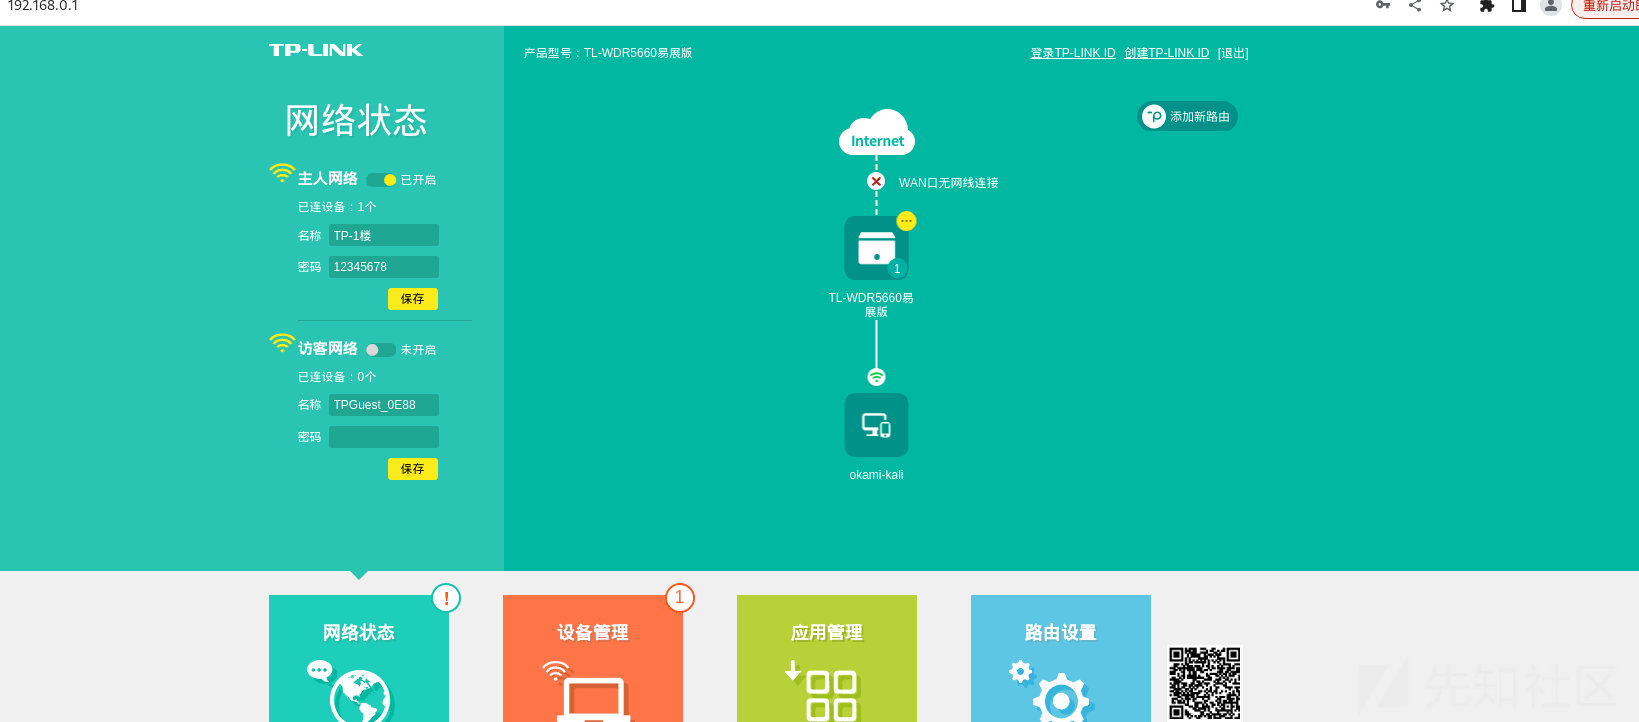 192.168.0.1
重新启动
TP-LINK
产品型号：TL-WDR5660易展版
登录TP-LINK ID 创建TP-LINK ID [退出]
网络状态
添加新路由
Internet
主人网络 已开启
WAN口无网线连接
已连设备：1个
名称 TP-1楼
密码 12345678
1
保存
TL-WDR5660易
展版
访客网络 未开启
已连设备：0个
名称 TPGuest_0E88
密码
保存
okami-kali
!
1
网络状态
设备管理
应用管理
路由设置
先知社区